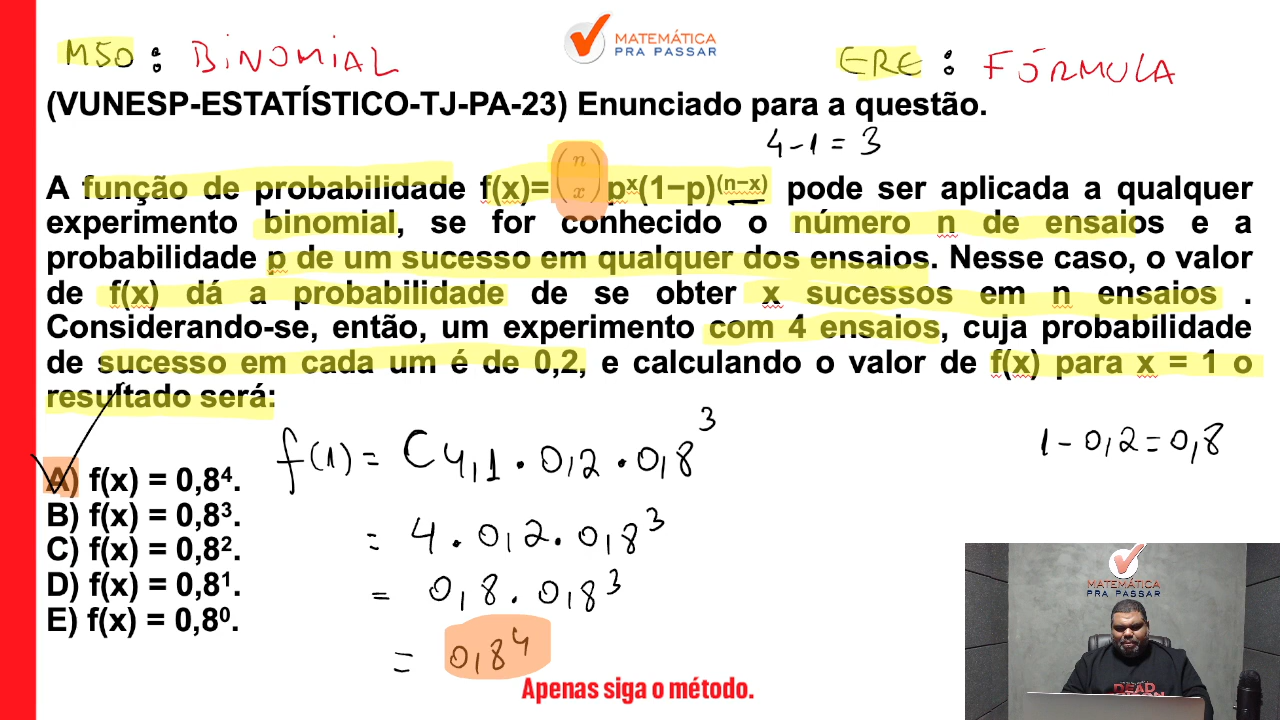 MATEMÁTICA
PRA PASSAR
M50 : BINOMIAL
ERE : FÓRMULA
(VUNESP-ESTATÍSTICO-TJ-PA-23) Enunciado para a questão.
4-1 = 3
A função de probabilidade f(x)=(n x) pˣ(1−p)⁽ⁿ⁻ˣ⁾ pode ser aplicada a qualquer
experimento binomial, se for conhecido o número n de ensaios e a
probabilidade p de um sucesso em qualquer dos ensaios. Nesse caso, o valor
de f(x) dá a probabilidade de se obter x sucessos em n ensaios .
Considerando-se, então, um experimento com 4 ensaios, cuja probabilidade
de sucesso em cada um é de 0,2, e calculando o valor de f(x) para x = 1 o
resultado será:
f(1) = C4,1 . 0,2 . 0,8³
1-0,2=0,8
A) f(x) = 0,8⁴.
B) f(x) = 0,8³.
C) f(x) = 0,8².
D) f(x) = 0,8¹.
E) f(x) = 0,8⁰.
= 4 . 0,2 . 0,8³
= 0,8 . 0,8³
= 0,8⁴
Apenas siga o método.
MATEMÁTICA
PRA PASSAR
DEAD